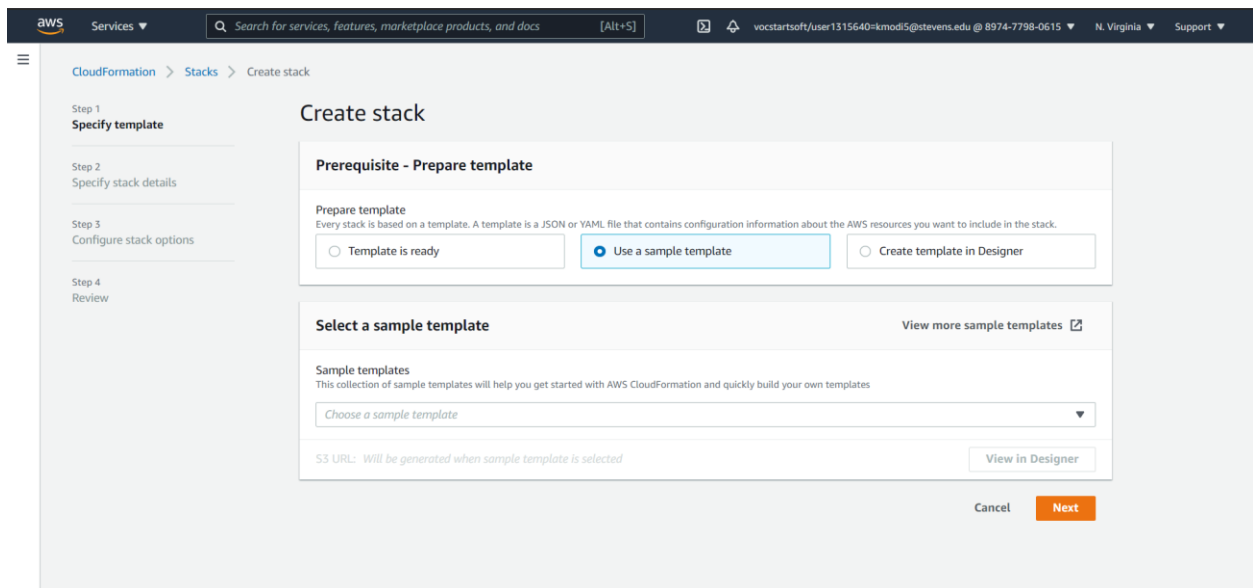 aws Services Search for services, features, marketplace products, and docs [Alt+S] vocstartsoft/user1315640=kmodi5@stevens.edu @ 8974-7798-0615 N. Virginia Support
CloudFormation > Stacks > Create stack
Step 1
Specify template
Step 2
Specify stack details
Step 3
Configure stack options
Step 4
Review
Create stack
Prerequisite - Prepare template
Prepare template
Every stack is based on a template. A template is a JSON or YAML file that contains configuration information about the AWS resources you want to include in the stack.
Template is ready Use a sample template Create template in Designer
Select a sample template View more sample templates
Sample templates
This collection of sample templates will help you get started with AWS CloudFormation and quickly build your own templates
Choose a sample template
S3 URL: Will be generated when sample template is selected View in Designer
Cancel Next